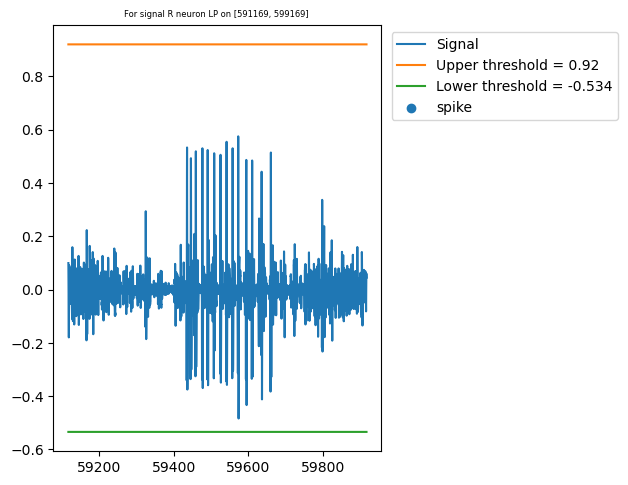 For signal R neuron LP on [591169, 599169]
Signal
Upper threshold = 0.92
Lower threshold = -0.534
spike
0.8
0.6
0.4
0.2
0.0
−0.2
−0.4
−0.6
59200 59400 59600 59800